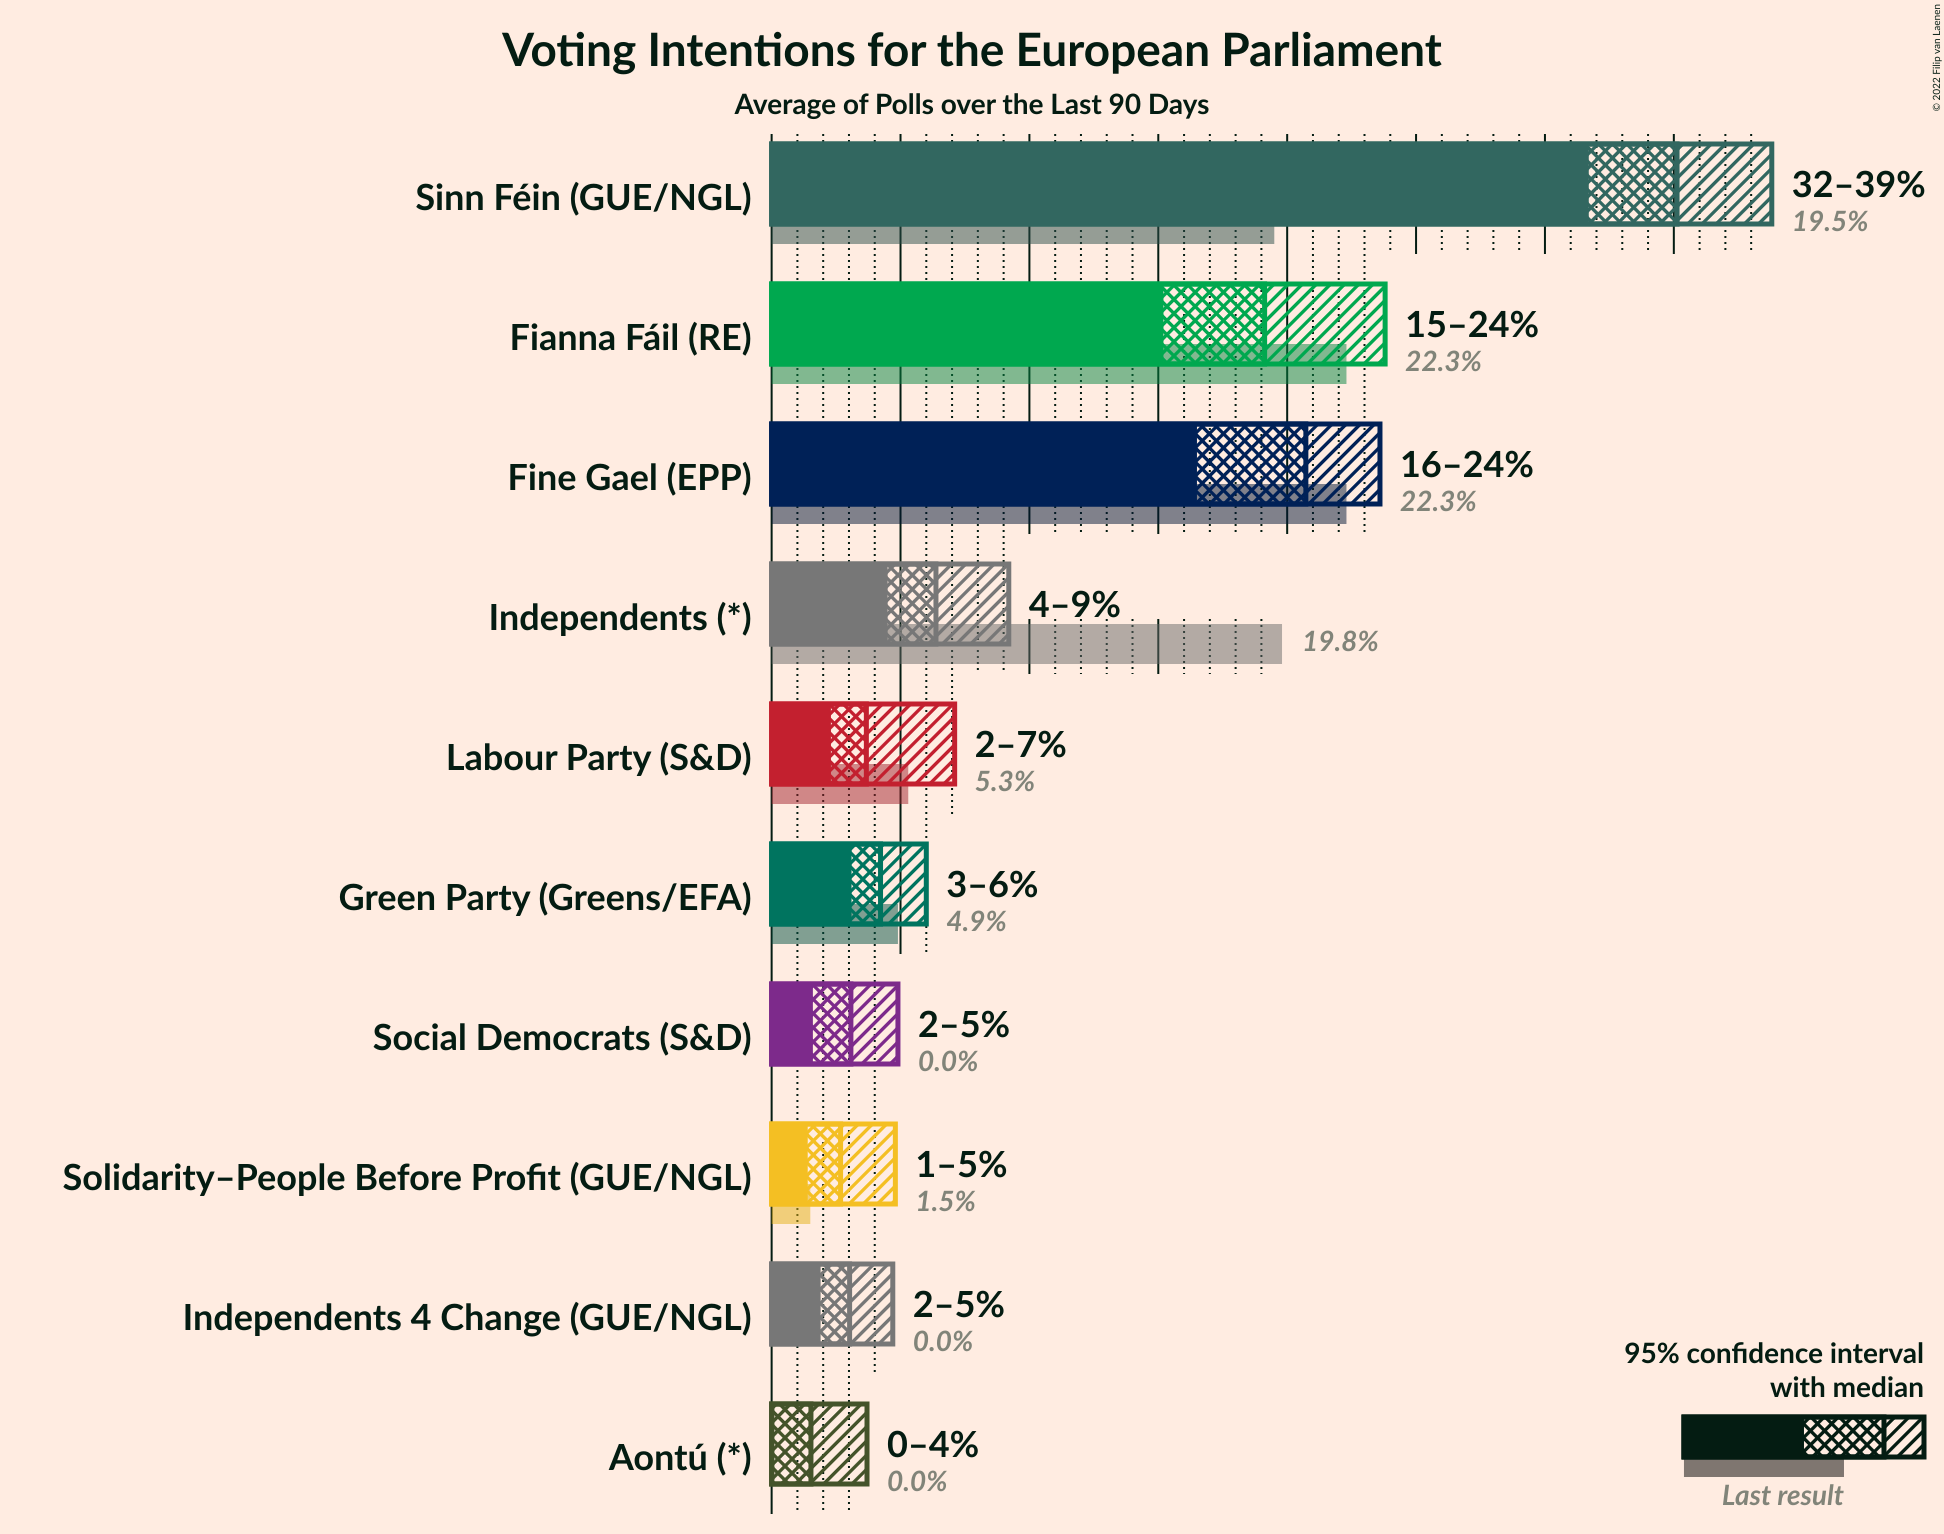 Voting Intentions for the European Parliament
Average of Polls over the Last 90 Days
© 2022 Filip van Laenen
Sinn Féin (GUE/NGL)
32–39%
19.5%
Fianna Fáil (RE)
15–24%
22.3%
Fine Gael (EPP)
16–24%
22.3%
Independents (*)
4–9%
19.8%
Labour Party (S&D)
2–7%
5.3%
Green Party (Greens/EFA)
3–6%
4.9%
Social Democrats (S&D)
2–5%
0.0%
Solidarity–People Before Profit (GUE/NGL)
1–5%
1.5%
Independents 4 Change (GUE/NGL)
2–5%
0.0%
Aontú (*)
0–4%
0.0%
95% confidence interval
with median
Last result